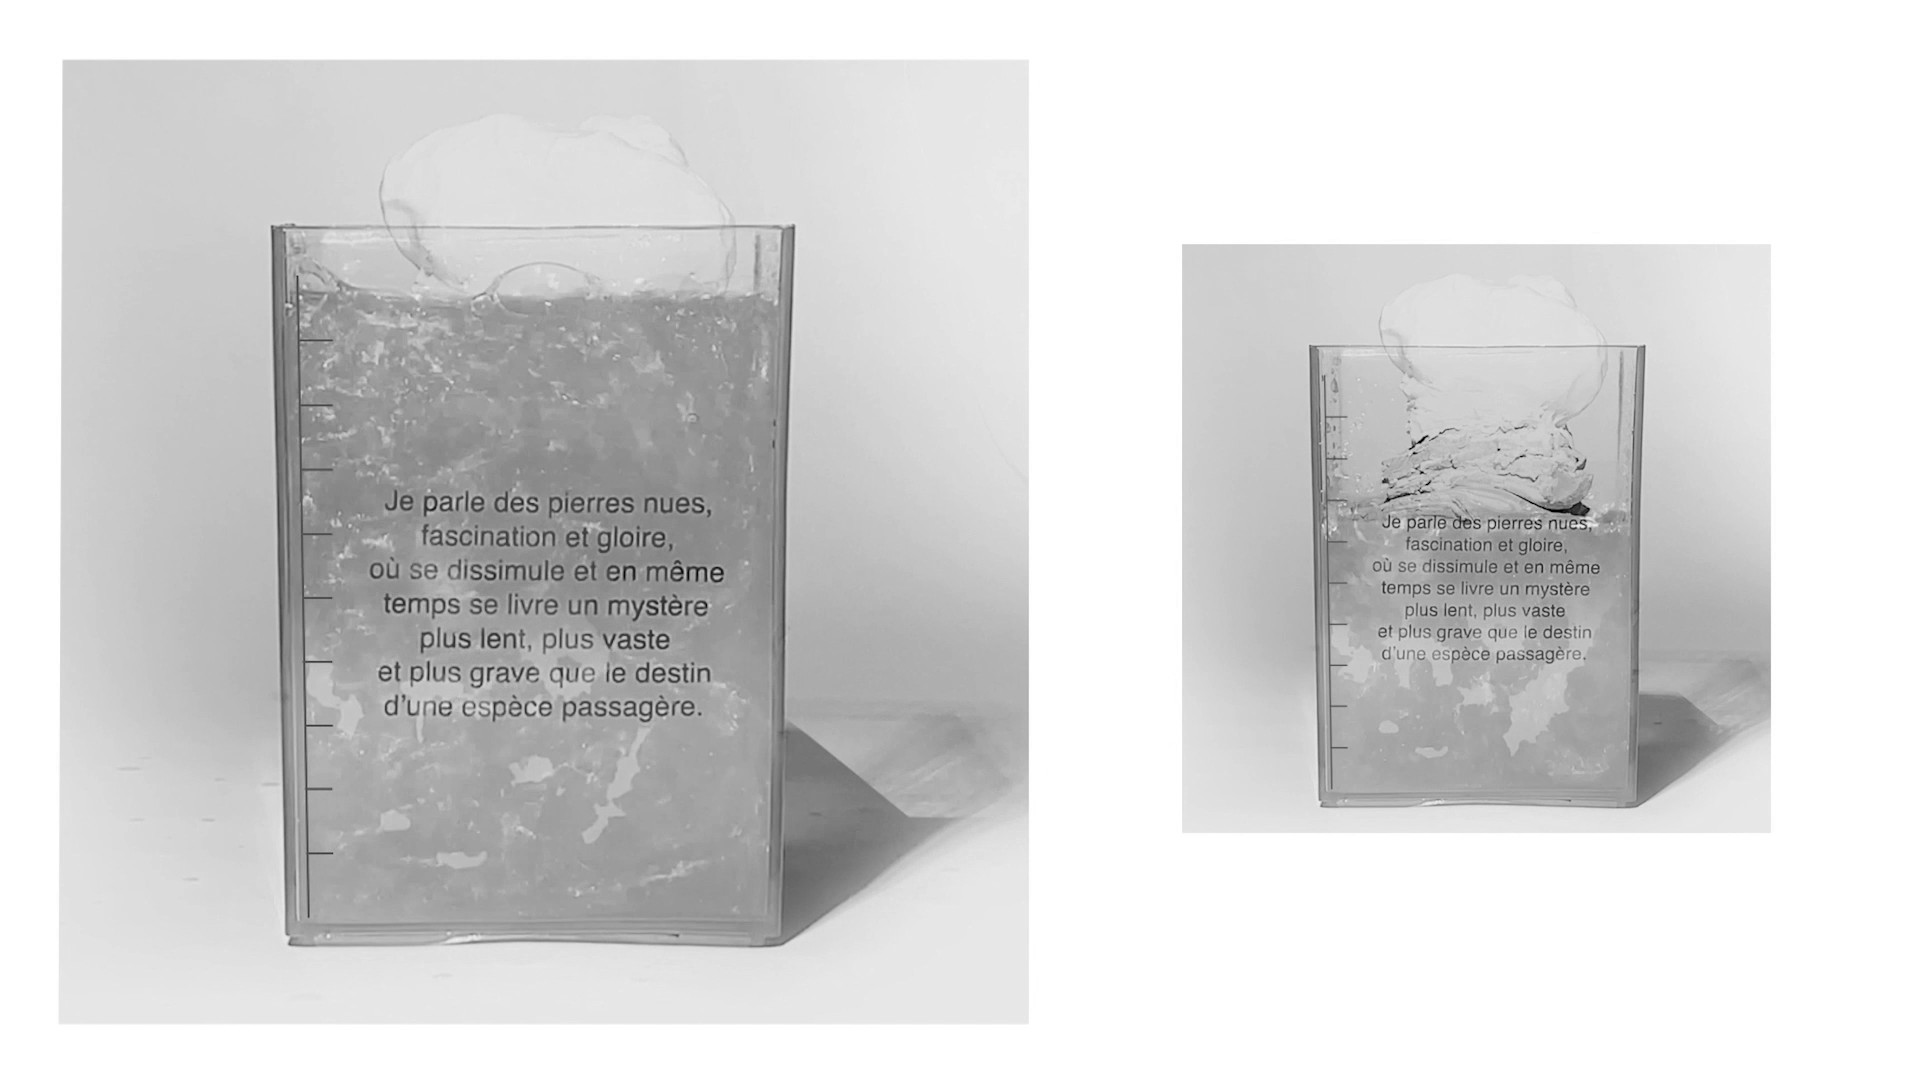 Je parle des pierres nues,
fascination et gloire,
où se dissimule et en même
temps se livre un mystère
plus lent, plus vaste
et plus grave que le destin
d'une espèce passagère.
Je parle des pierres nues,
fascination et gloire,
où se dissimule et en même
temps se livre un mystère
plus lent, plus vaste
et plus grave que le destin
d'une espèce passagère.